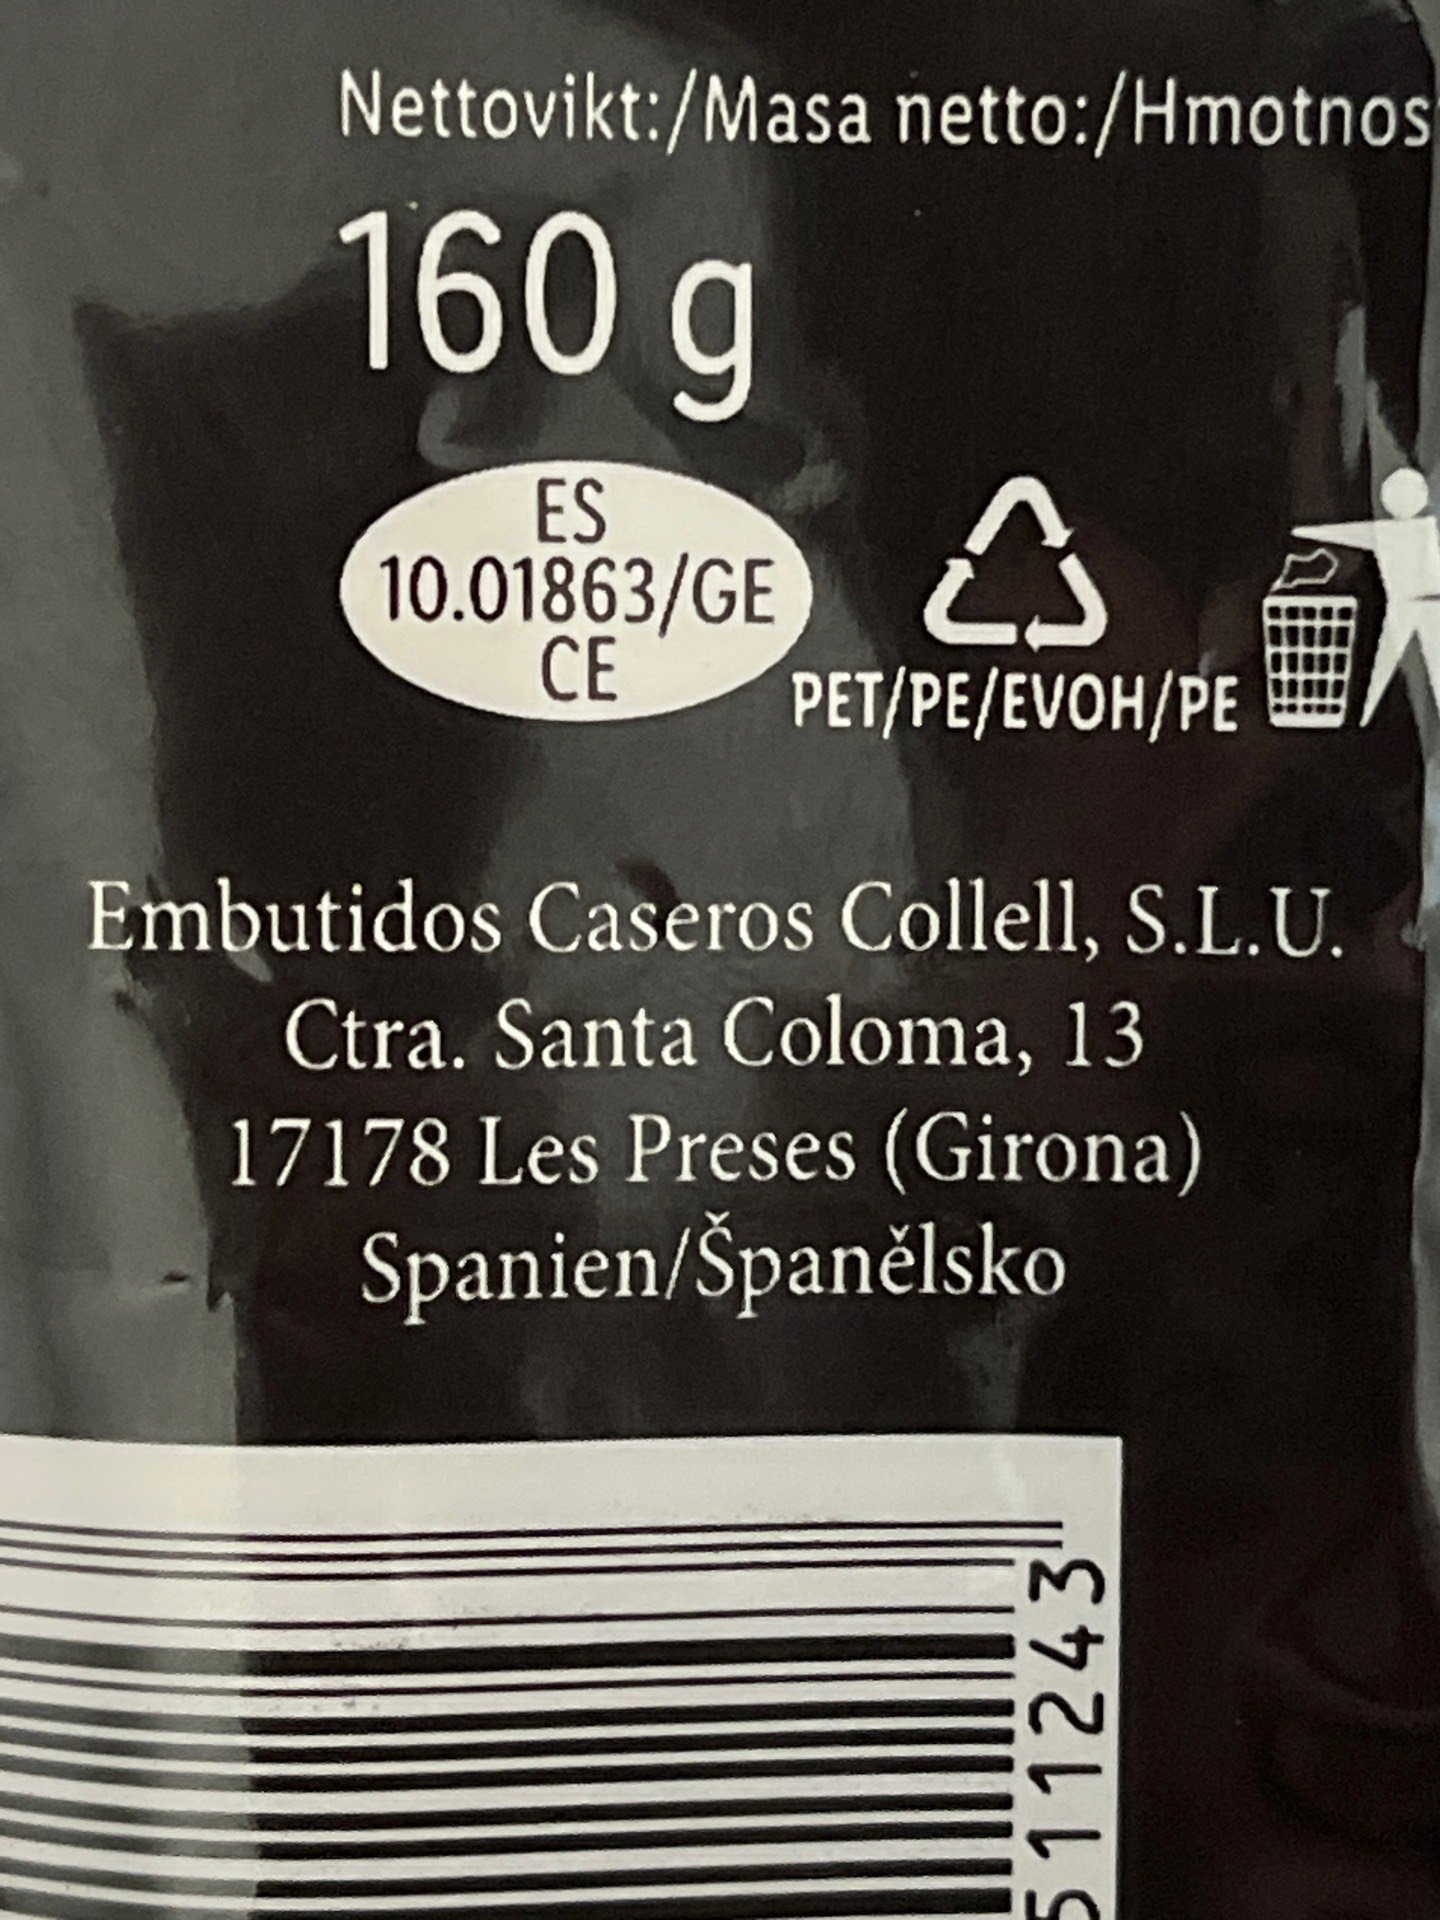 Nettovikt:/Masa netto:/Hmotnos
160 g
ES
10.01863/GE
CE
PET/PE/EVOH/PE
Embutidos Caseros Collell, S.L.U.
Ctra. Santa Coloma, 13
17178 Les Preses (Girona)
Spanien/Španělsko
511243